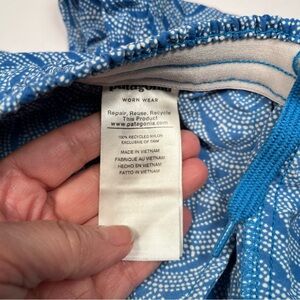 patagonia
WORN WEAR
Repair, Reuse, Recycle
This Product
www.patagonia.com
100% RECYCLED NYLON
EXCLUSIVE OF TRIM
MADE IN VIETNAM
FABRIQUÉ AU VIETNAM
HECHO EN VIETNAM
FATTO IN VIETNAM